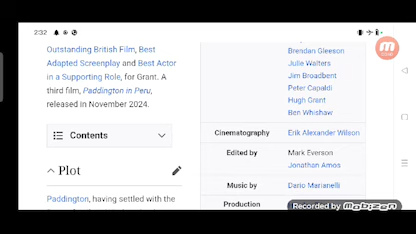 2:32
Outstanding British Film, Best
Adapted Screenplay and Best Actor
in a Supporting Role, for Grant. A
third film, Paddington in Peru,
released in November 2024.
Contents
Plot
Paddington, having settled with the
Brendan Gleeson
Julie Walters
Jim Broadbent
Peter Capaldi
Hugh Grant
Ben Whishaw
Cinematography Erik Alexander Wilson
Edited by Mark Everson
Jonathan Amos
Music by Dario Marianelli
Production
Recorded by Mobizen